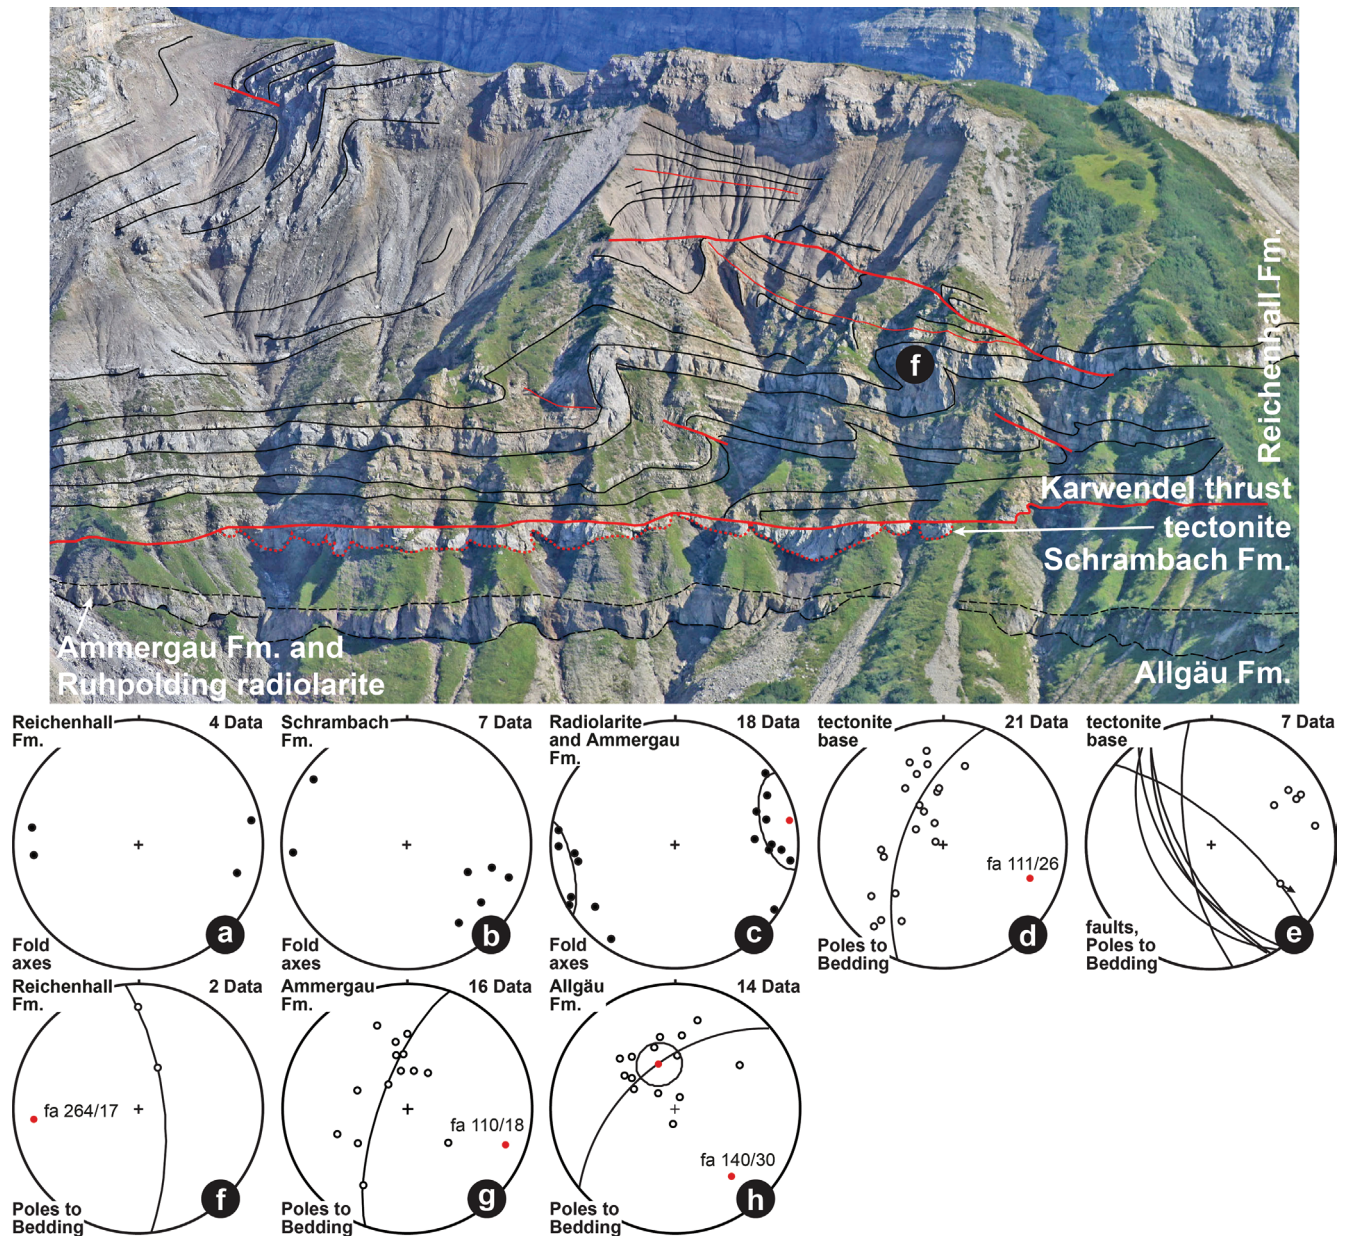 f
Reichenhall Fm.
Karwendel thrust
tectonite
Schrambach Fm.
Ammergau Fm. and
Ruhpolding radiolarite
Allgäu Fm.
Reichenhall
Fm.
4 Data
Fold
axes
a
Schrambach
Fm.
7 Data
Fold
axes
b
Radiolarite
and Ammergau
Fm.
18 Data
Fold
axes
c
tectonite
base
21 Data
fa 111/26
Poles to
Bedding
d
tectonite
base
7 Data
faults,
Poles to
Bedding
e
Reichenhall
Fm.
2 Data
fa 264/17
Poles to
Bedding
f
Ammergau
Fm.
16 Data
fa 110/18
Poles to
Bedding
g
Allgäu
Fm.
14 Data
fa 140/30
Poles to
Bedding
h